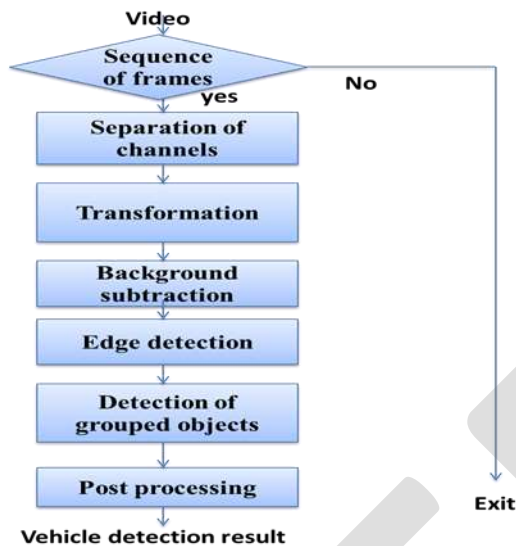 Video
Sequence
of frames
yes
No
Separation of
channels
Transformation
Background
subtraction
Edge detection
Detection of
grouped objects
Post processing
Exit
Vehicle detection result